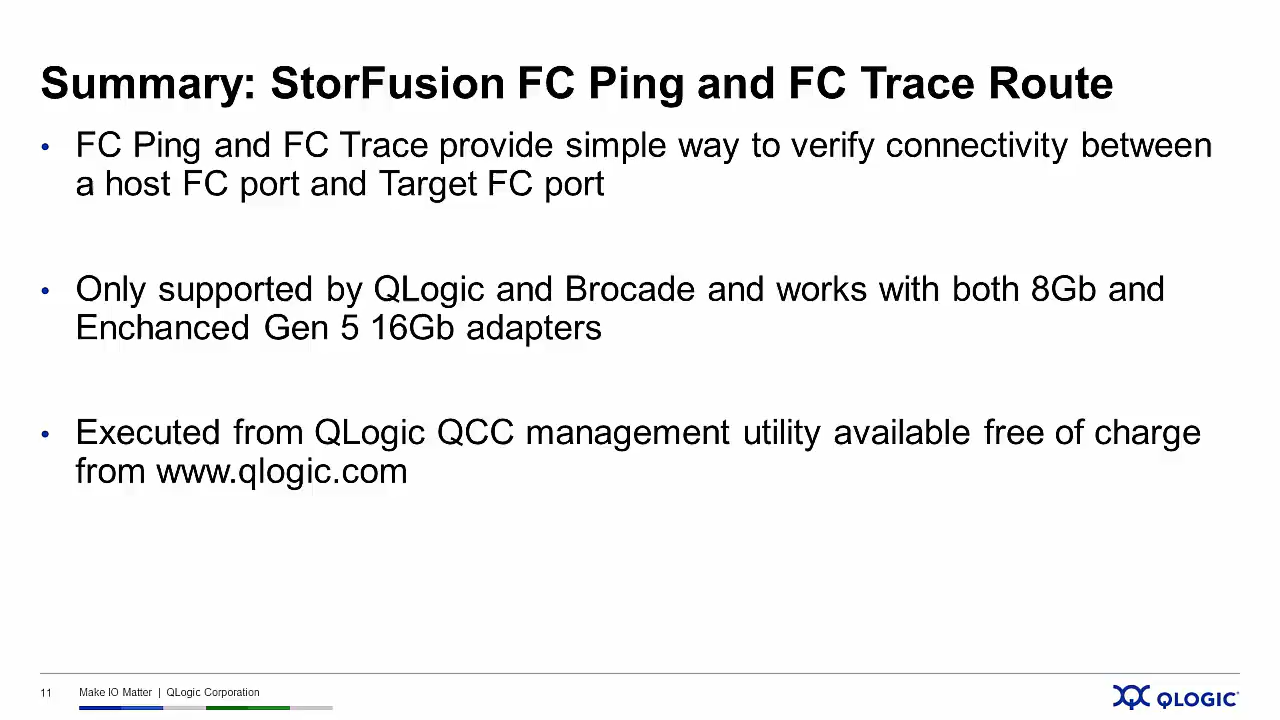 Summary: StorFusion FC Ping and FC Trace Route
• FC Ping and FC Trace provide simple way to verify connectivity between
a host FC port and Target FC port
• Only supported by QLogic and Brocade and works with both 8Gb and
Enchanced Gen 5 16Gb adapters
• Executed from QLogic QCC management utility available free of charge
from www.qlogic.com
11 Make IO Matter | QLogic Corporation
QLOGIC